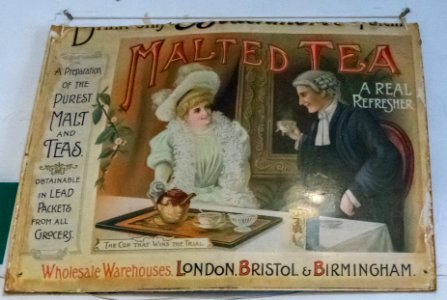 MALTED TEA
A REAL
REFRESHER
A PREPARATION
OF THE
PUREST
MALT
AND
TEAS.
OBTAINABLE
IN LEAD
PACKETS
FROM ALL
GROCERS.
THE CUP THAT WINS THE TRIAL.
WHOLESALE WAREHOUSES. LONDON. BRISTOL & BIRMINGHAM.